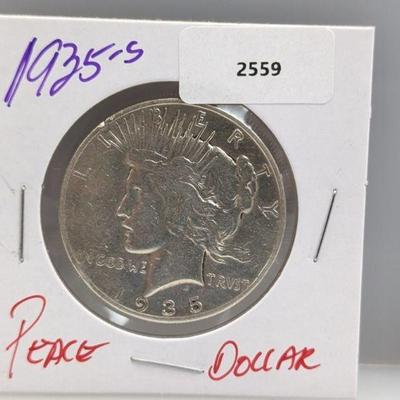 1935-s
2559
LIBERTY
IN GOD WE TRVST
1935
PEACE DOLLAR